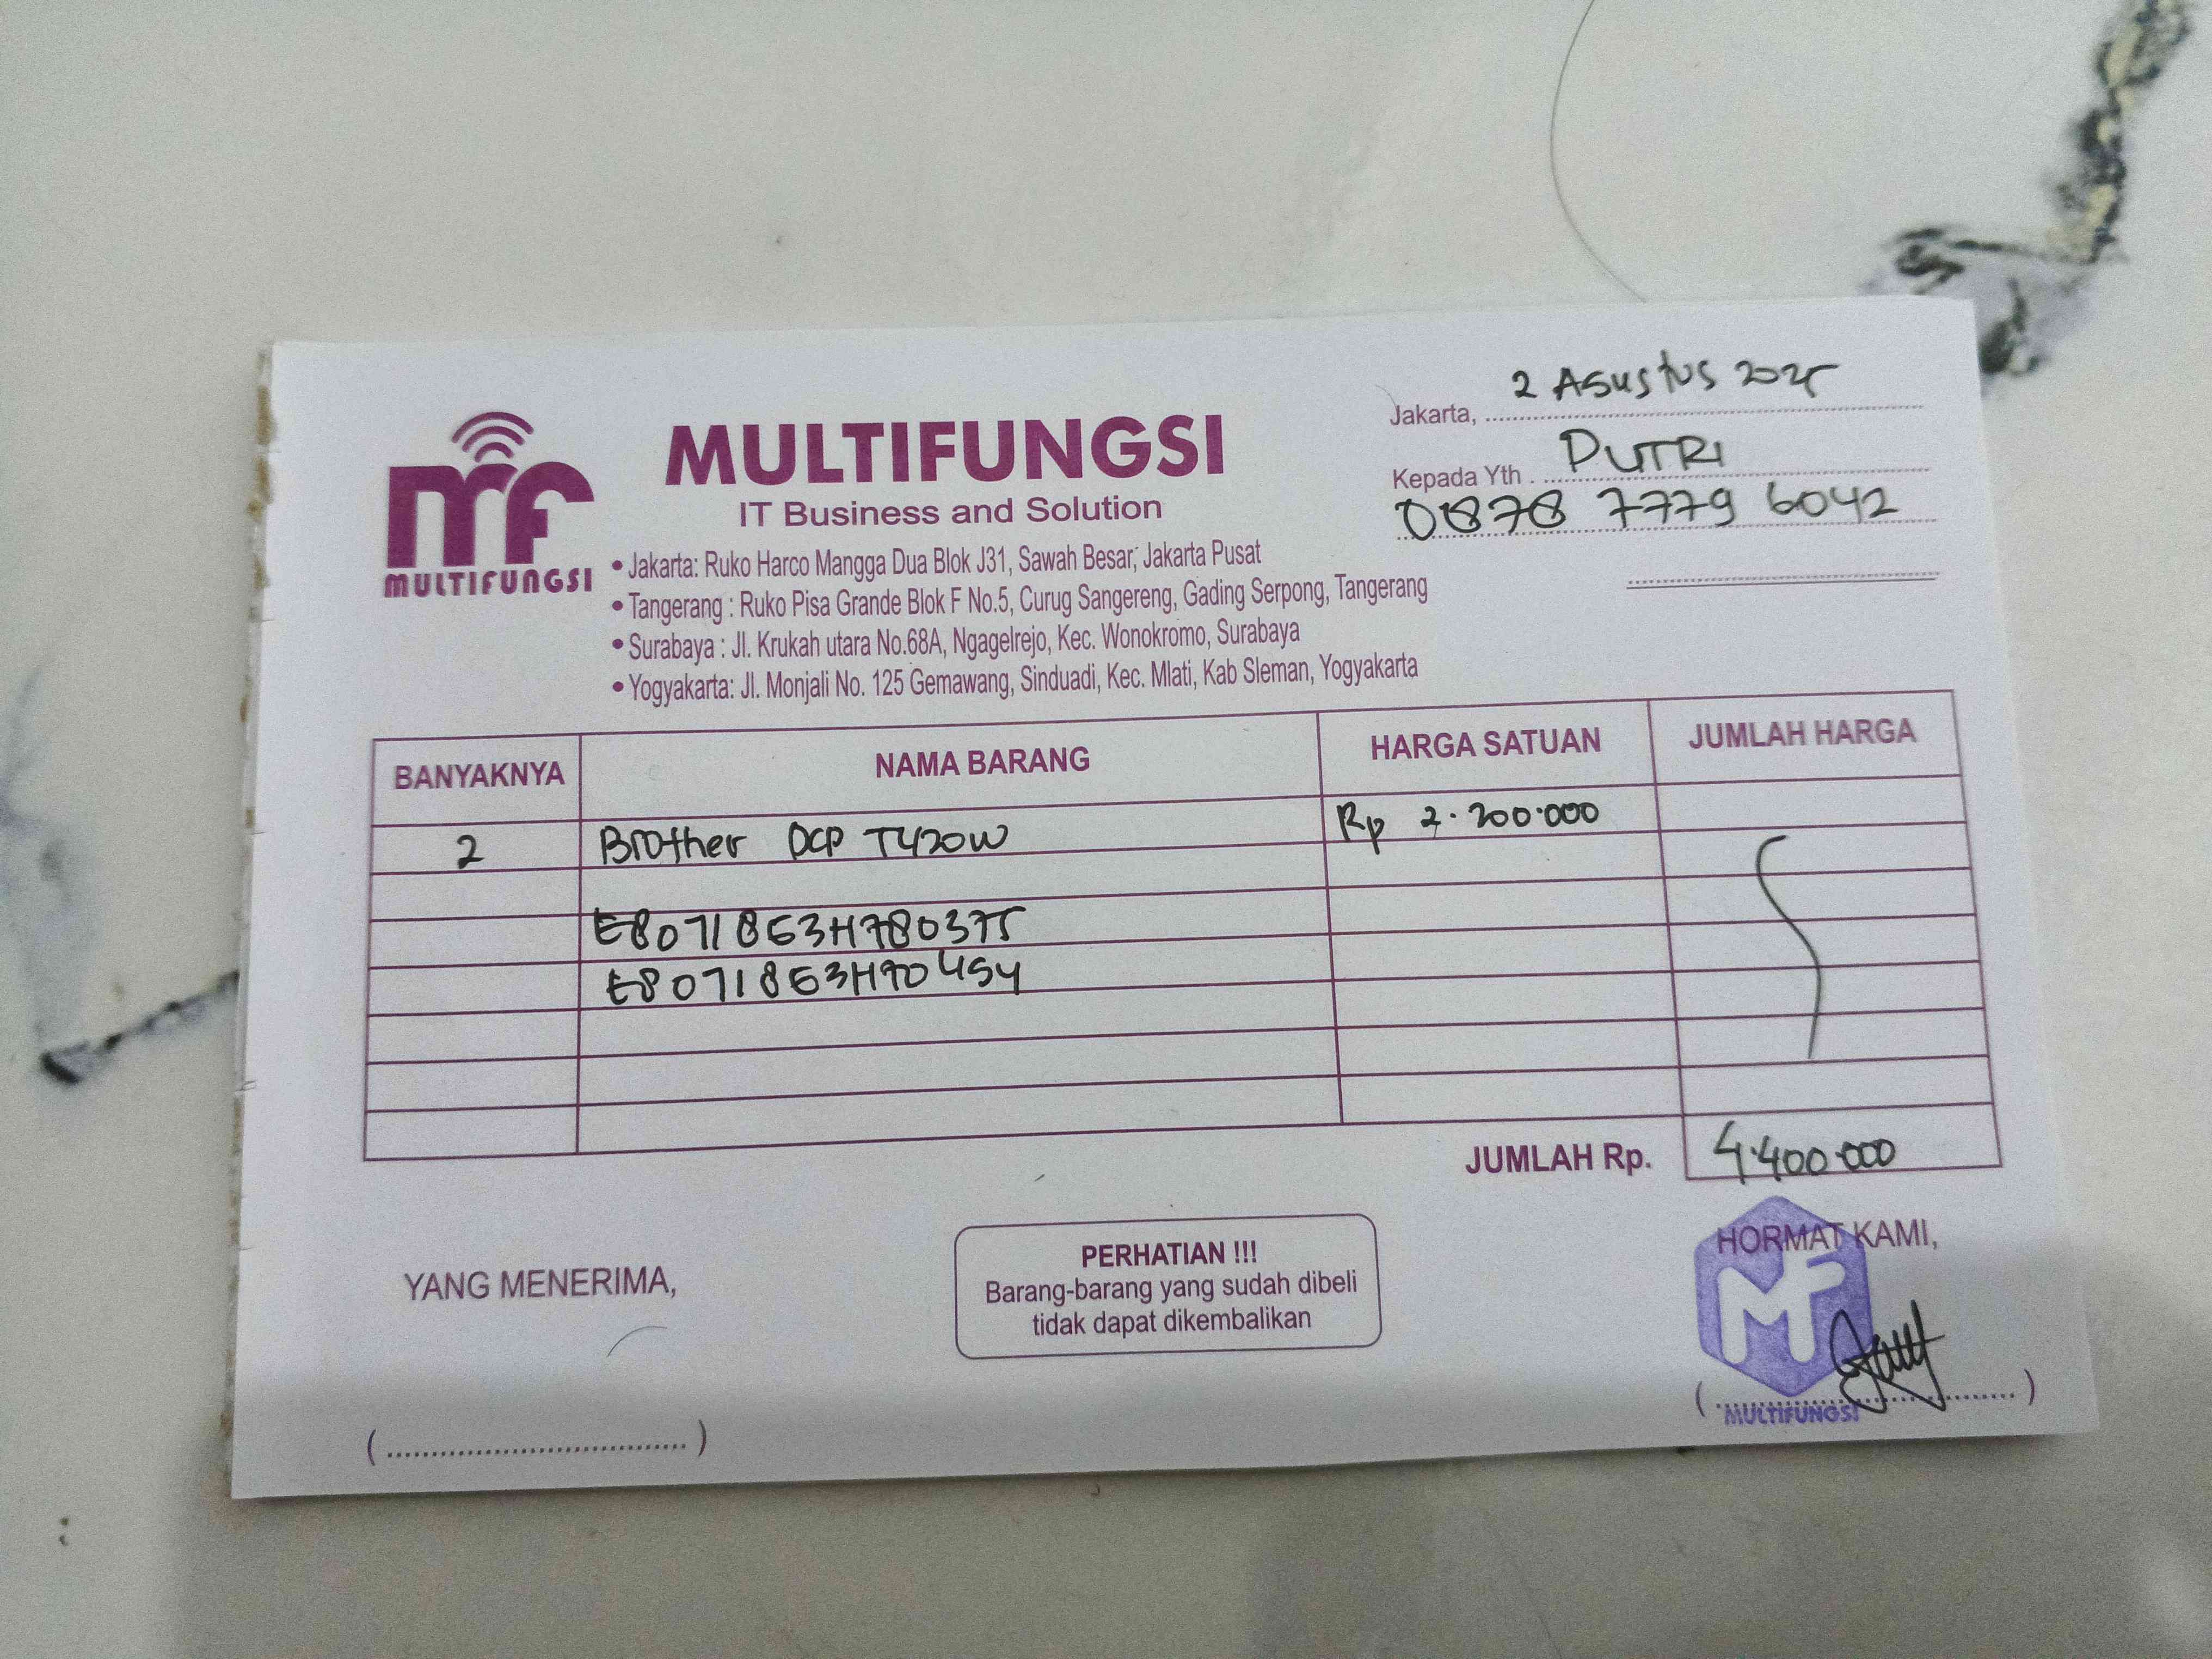 MULTIFUNGSI
MULTIFUNGSI
IT Business and Solution
• Jakarta: Ruko Harco Mangga Dua Blok J31, Sawah Besar, Jakarta Pusat
• Tangerang : Ruko Pisa Grande Blok F No.5, Curug Sangereng, Gading Serpong, Tangerang
• Surabaya : Jl. Krukah utara No.68A, Ngagelrejo, Kec. Wonokromo, Surabaya
• Yogyakarta: Jl. Monjali No. 125 Gemawang, Sinduadi, Kec. Mlati, Kab Sleman, Yogyakarta
Jakarta, 2 Agustus 2025
Kepada Yth . PUTRI
0878 7779 6042
BANYAKNYA NAMA BARANG HARGA SATUAN JUMLAH HARGA
2 Brother DCP T420W Rp 2.200.000
E80718G3H780375
JUMLAH Rp. 4.400.000
YANG MENERIMA,
PERHATIAN !!!
Barang-barang yang sudah dibeli
tidak dapat dikembalikan
HORMAT KAMI,
MF
MULTIFUNGSI